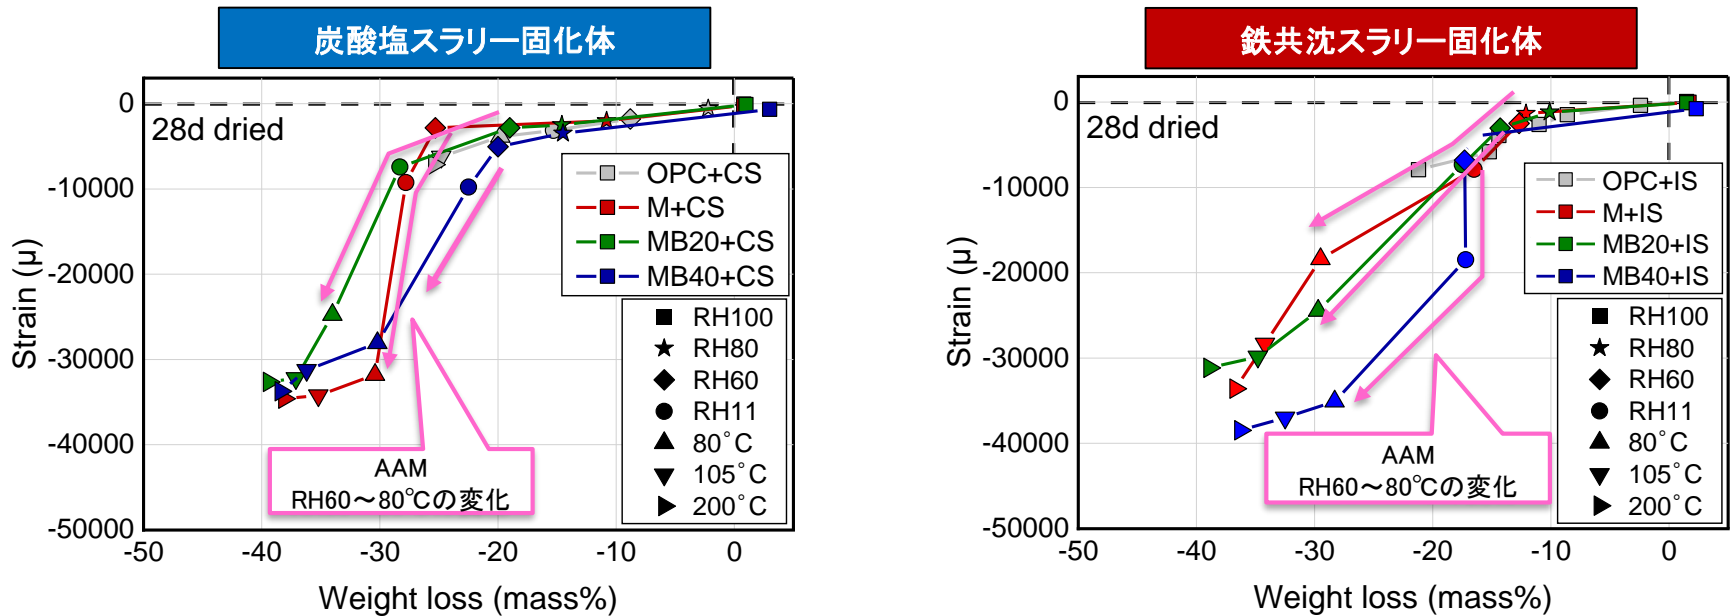 炭酸塩スラリー固化体
28d dried
OPC+CS
M+CS
MB20+CS
MB40+CS
RH100
RH80
RH60
RH11
80°C
105°C
200°C
AAM
RH60～80℃の変化
0
-10000
-20000
-30000
-40000
-50000
Strain (μ)
-50 -40 -30 -20 -10 0
Weight loss (mass%)
鉄共沈スラリー固化体
28d dried
OPC+IS
M+IS
MB20+IS
MB40+IS
RH100
RH80
RH60
RH11
80°C
105°C
200°C
AAM
RH60～80℃の変化
0
-10000
-20000
-30000
-40000
-50000
Strain (μ)
-50 -40 -30 -20 -10 0
Weight loss (mass%)